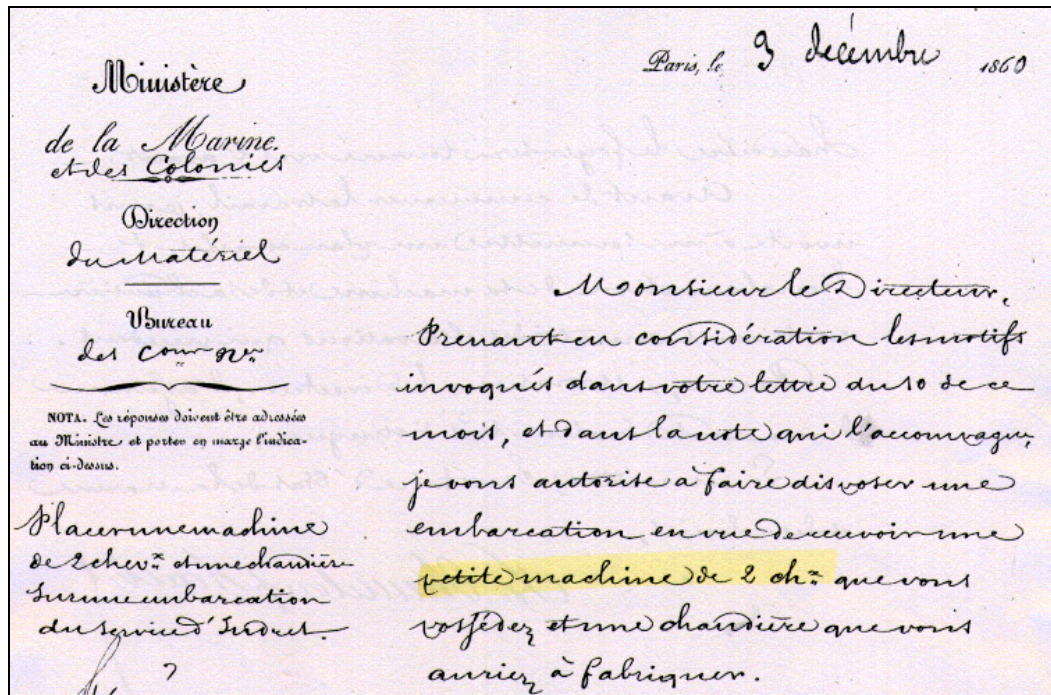 Paris, le 3 décembre 1860
Ministère
de la Marine.
et des Colonies
Direction
du Matériel
Bureau
des
NOTA. Les réponses doivent être adressées
au Ministre et porter en marge l'indica-
tion ci-dessus.
Placer une machine
de 2 chev.x et une chaudière
sur une embarcation
du service d'Indret.
Monsieur le Directeur,
Prenant en considération les motifs
invoqués dans votre lettre du 10 de ce
mois, et dans la note qui l'accompagne,
je vous autorise à faire disposer une
embarcation, en vue de recevoir une
petite machine de 2 ch.x que vous
possédez et une chaudière que vous
auriez à fabriquer.